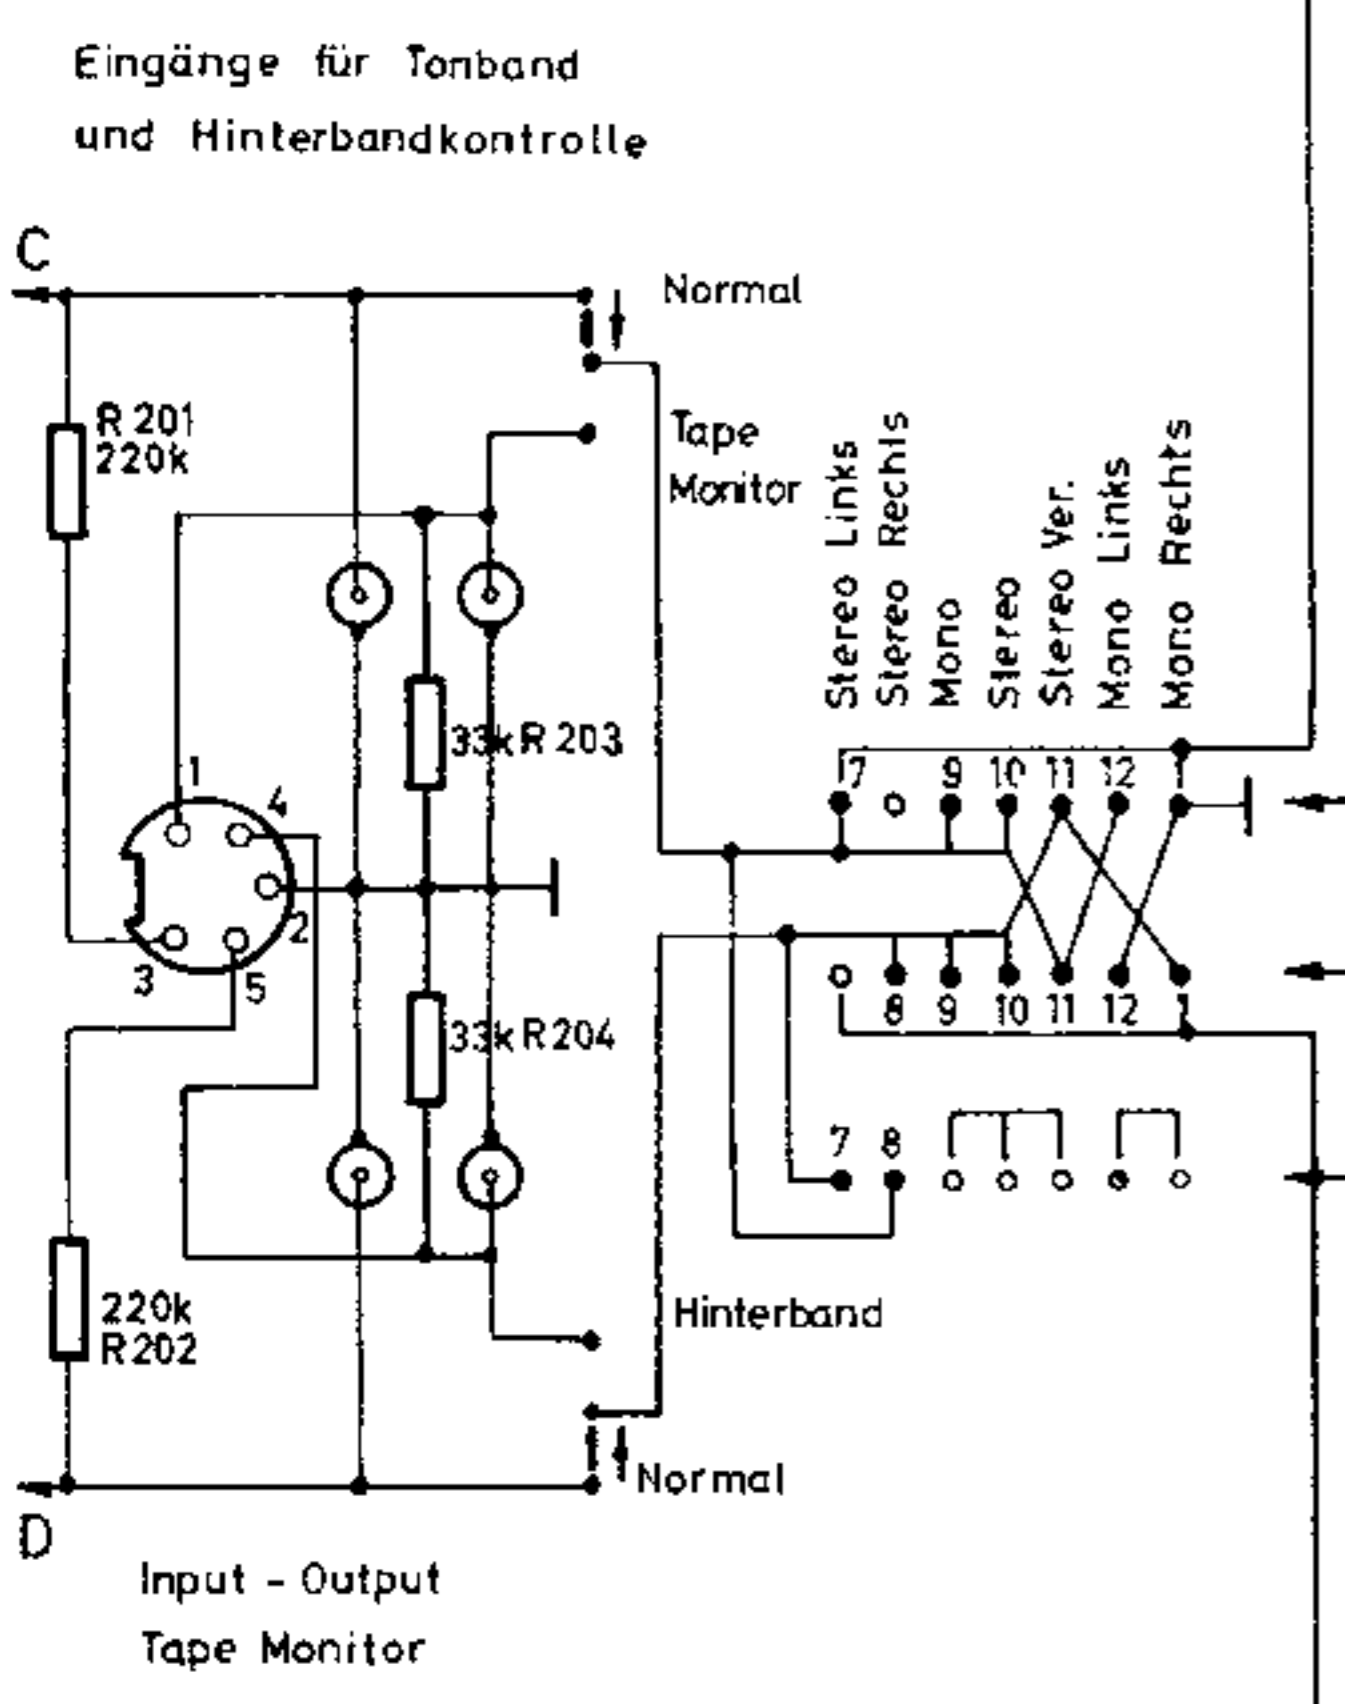 Eingänge für Tonband
und Hinterbandkontrolle
C
Normal
R 201
220k
Tape
Monitor
Stereo Links
Stereo Rechts
Mono
Stereo
Stereo Ver.
Mono Links
Mono Rechts
33k R 203
1
4
2
3
5
7
9
10
11
12
1
8
9
10
11
12
1
33k R 204
7
8
220k
R 202
Hinterband
Normal
D
Input - Output
Tape Monitor